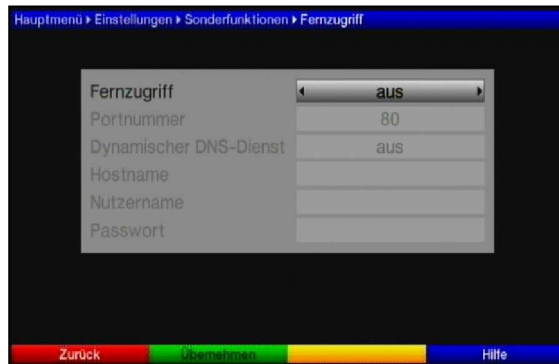 Hauptmenü ▸ Einstellungen ▸ Sonderfunktionen ▸ Fernzugriff
Fernzugriff aus
Portnummer 80
Dynamischer DNS-Dienst aus
Hostname
Nutzername
Passwort
Zurück Übernehmen Hilfe